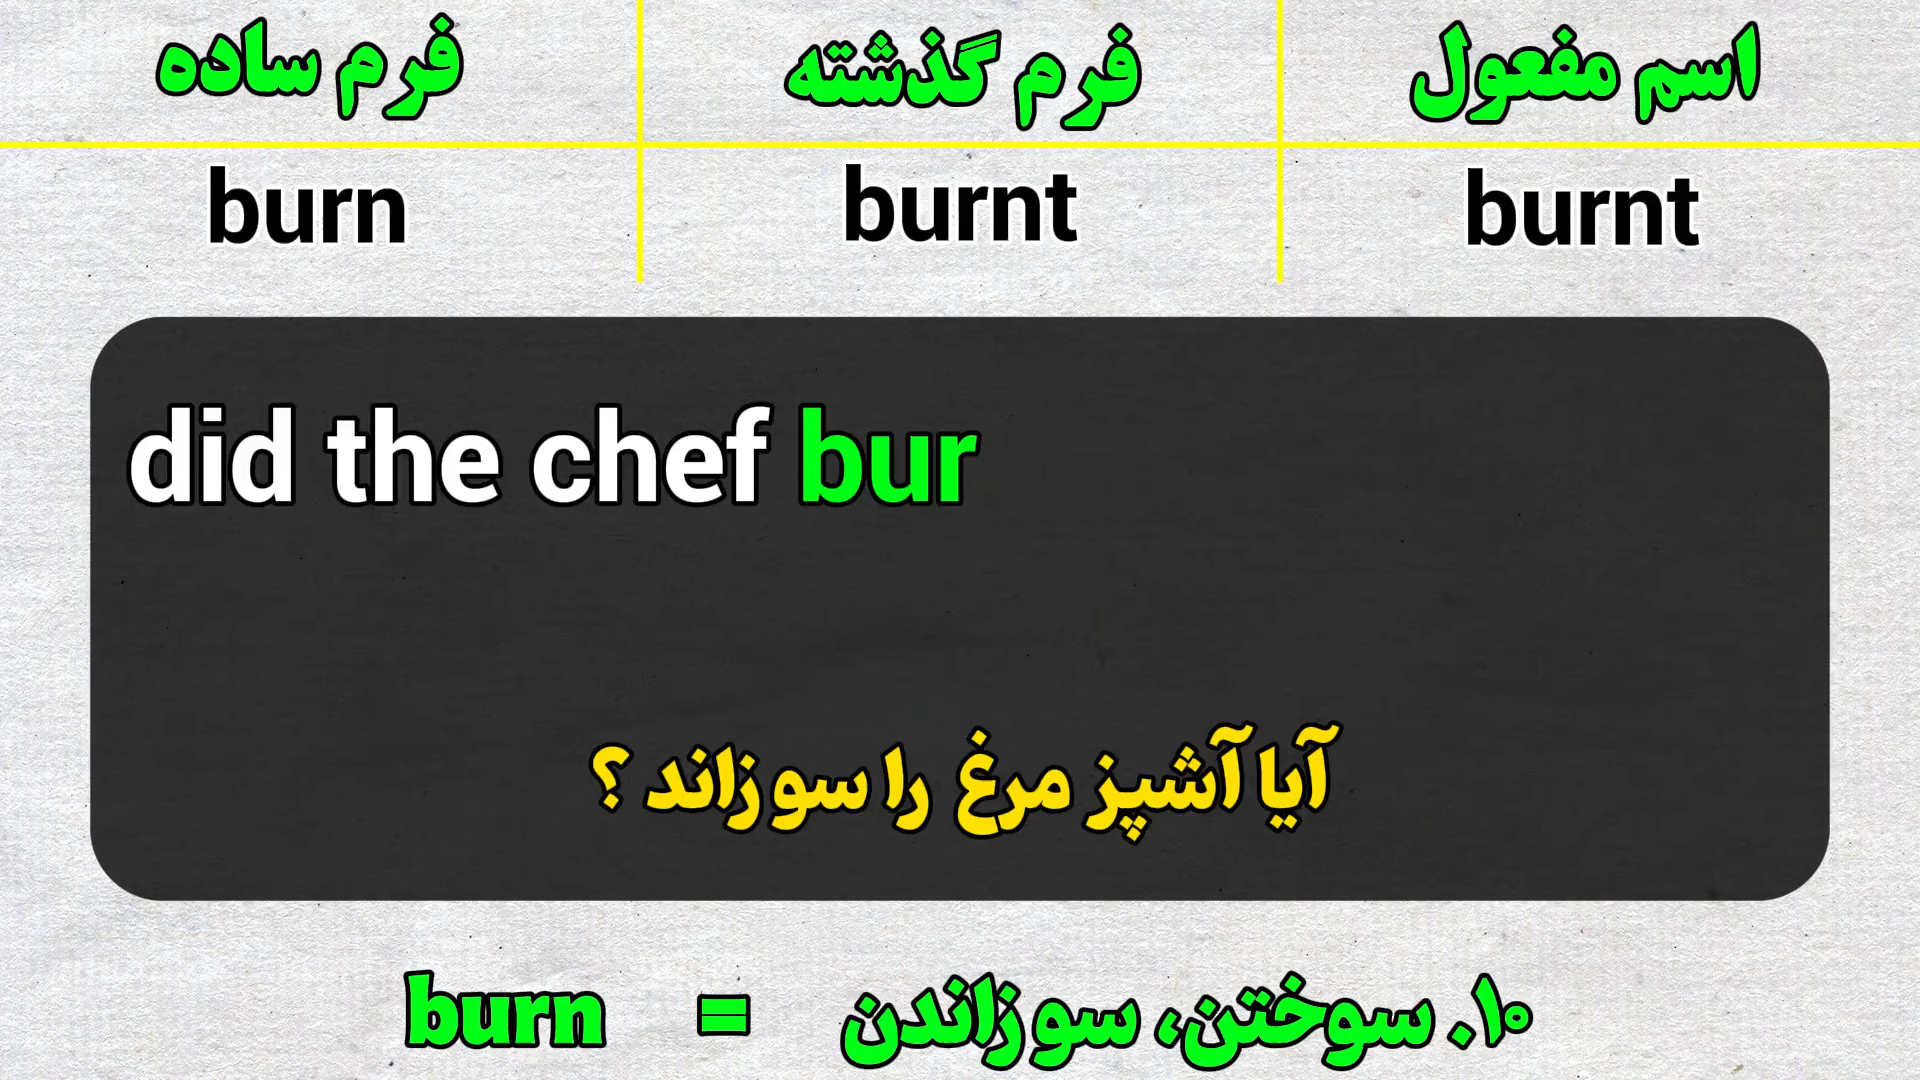 فرم ساده
فرم گذشته
اسم مفعول
burn
burnt
burnt
did the chef bur
آیا آشپز مرغ را سوزاند ؟
۱۰. سوختن، سوزاندن = burn